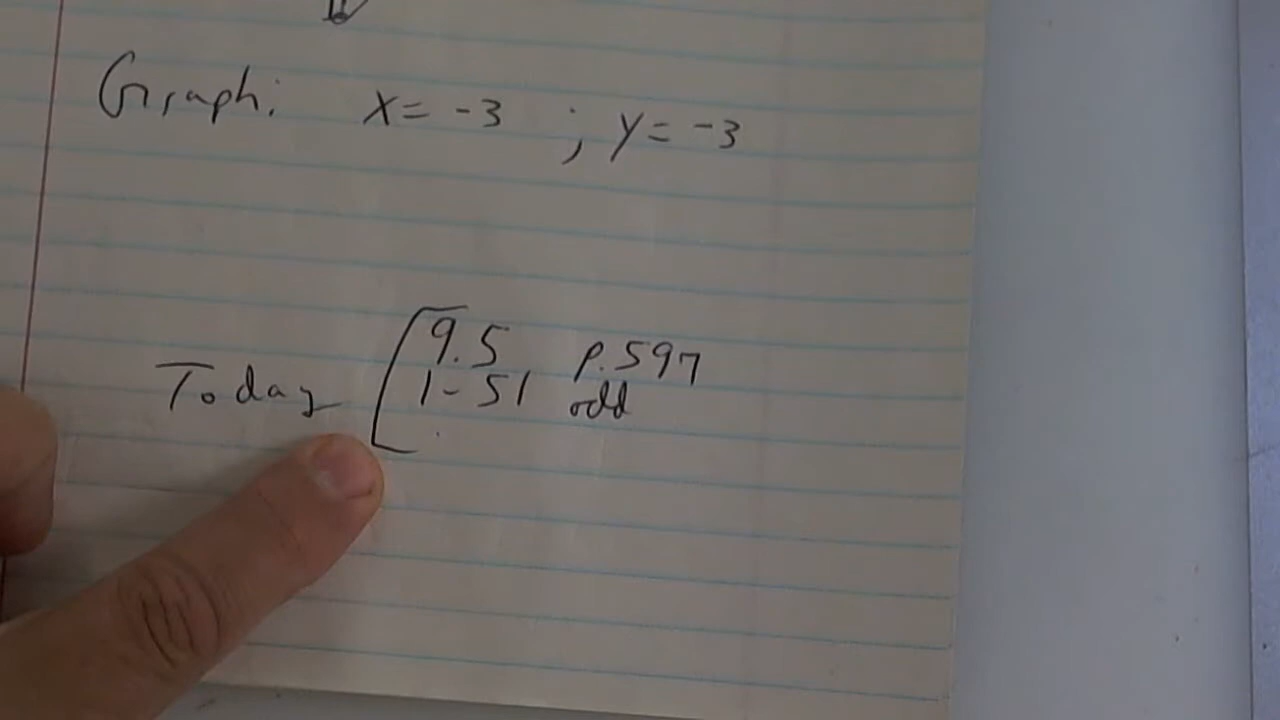 Graph: x = -3 ; y = -3
9.5 p.597
Today 1-51 odd